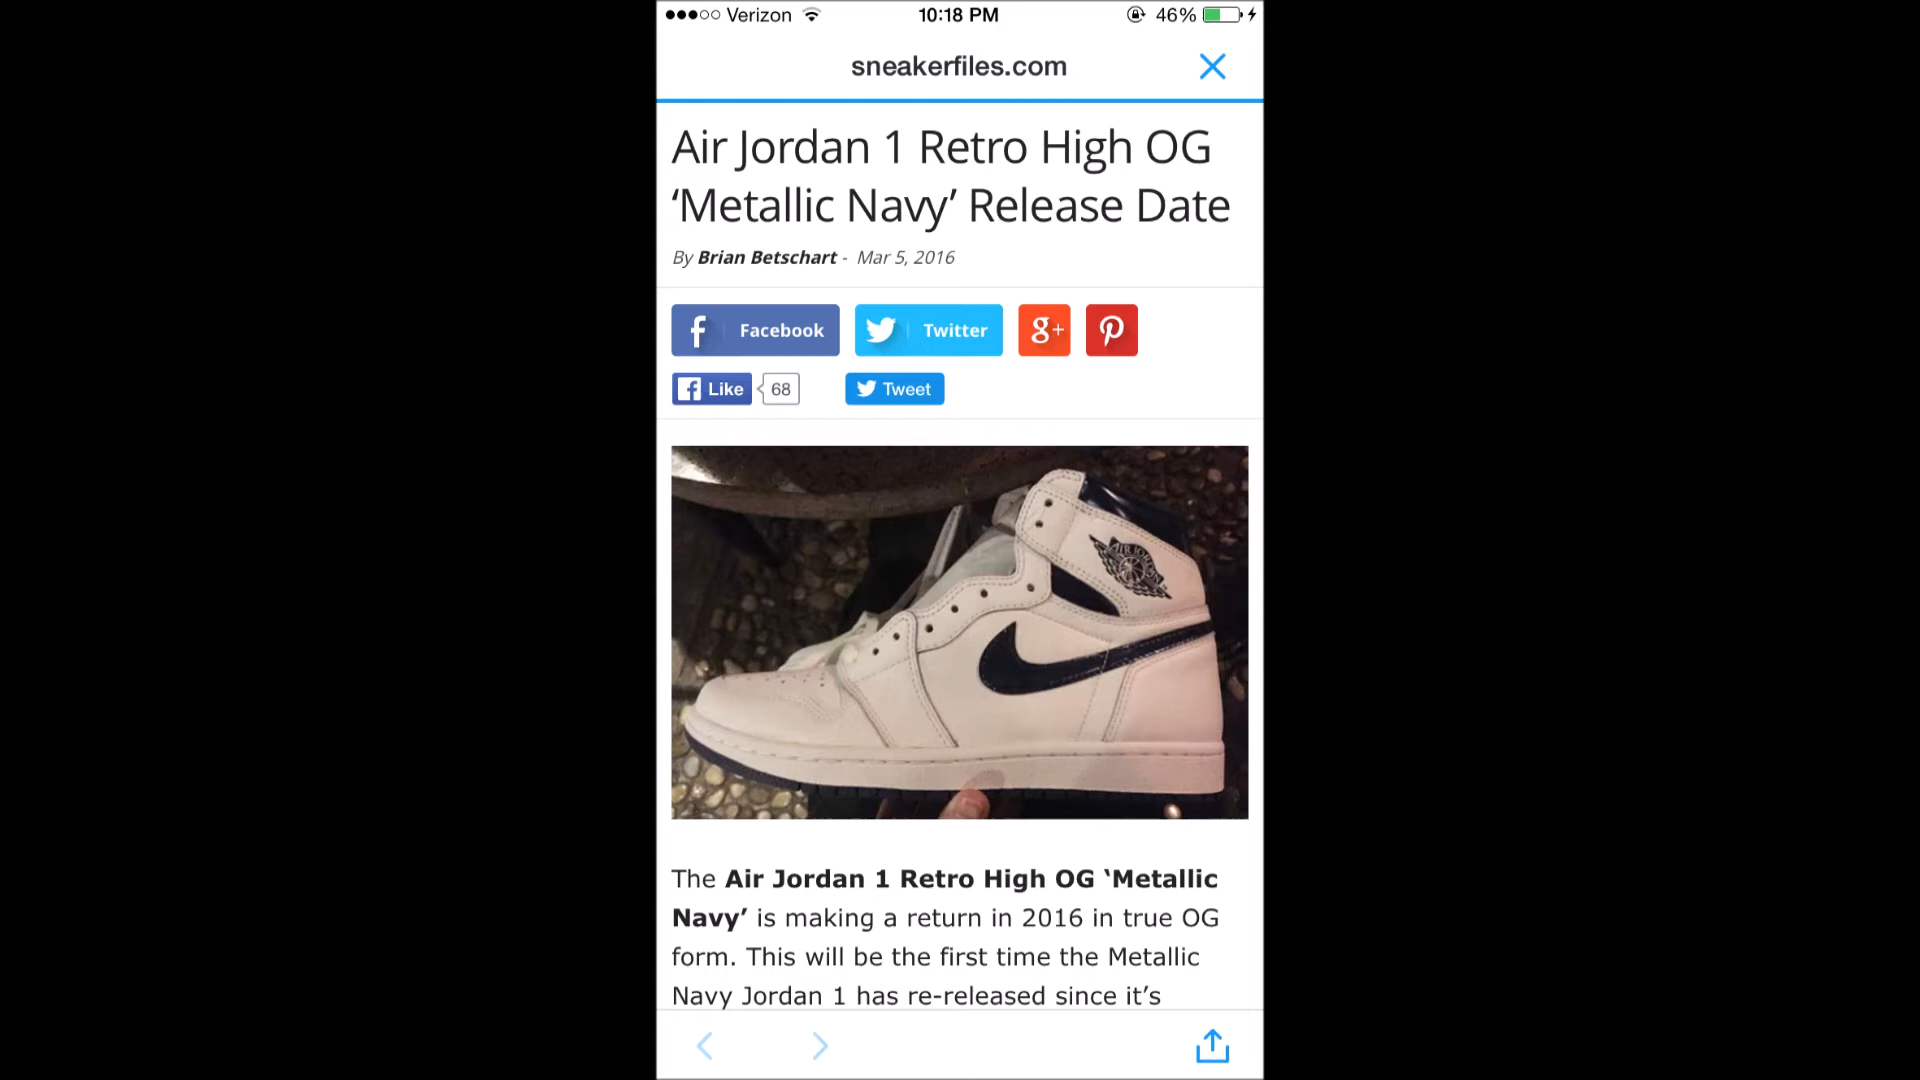 Verizon 10:18 PM 46%
sneakerfiles.com
Air Jordan 1 Retro High OG
‘Metallic Navy’ Release Date
By Brian Betschart - Mar 5, 2016
f Facebook Twitter g+
Like 68 Tweet
AIR JORDAN
The Air Jordan 1 Retro High OG ‘Metallic
Navy’ is making a return in 2016 in true OG
form. This will be the first time the Metallic
Navy Jordan 1 has re-released since it’s